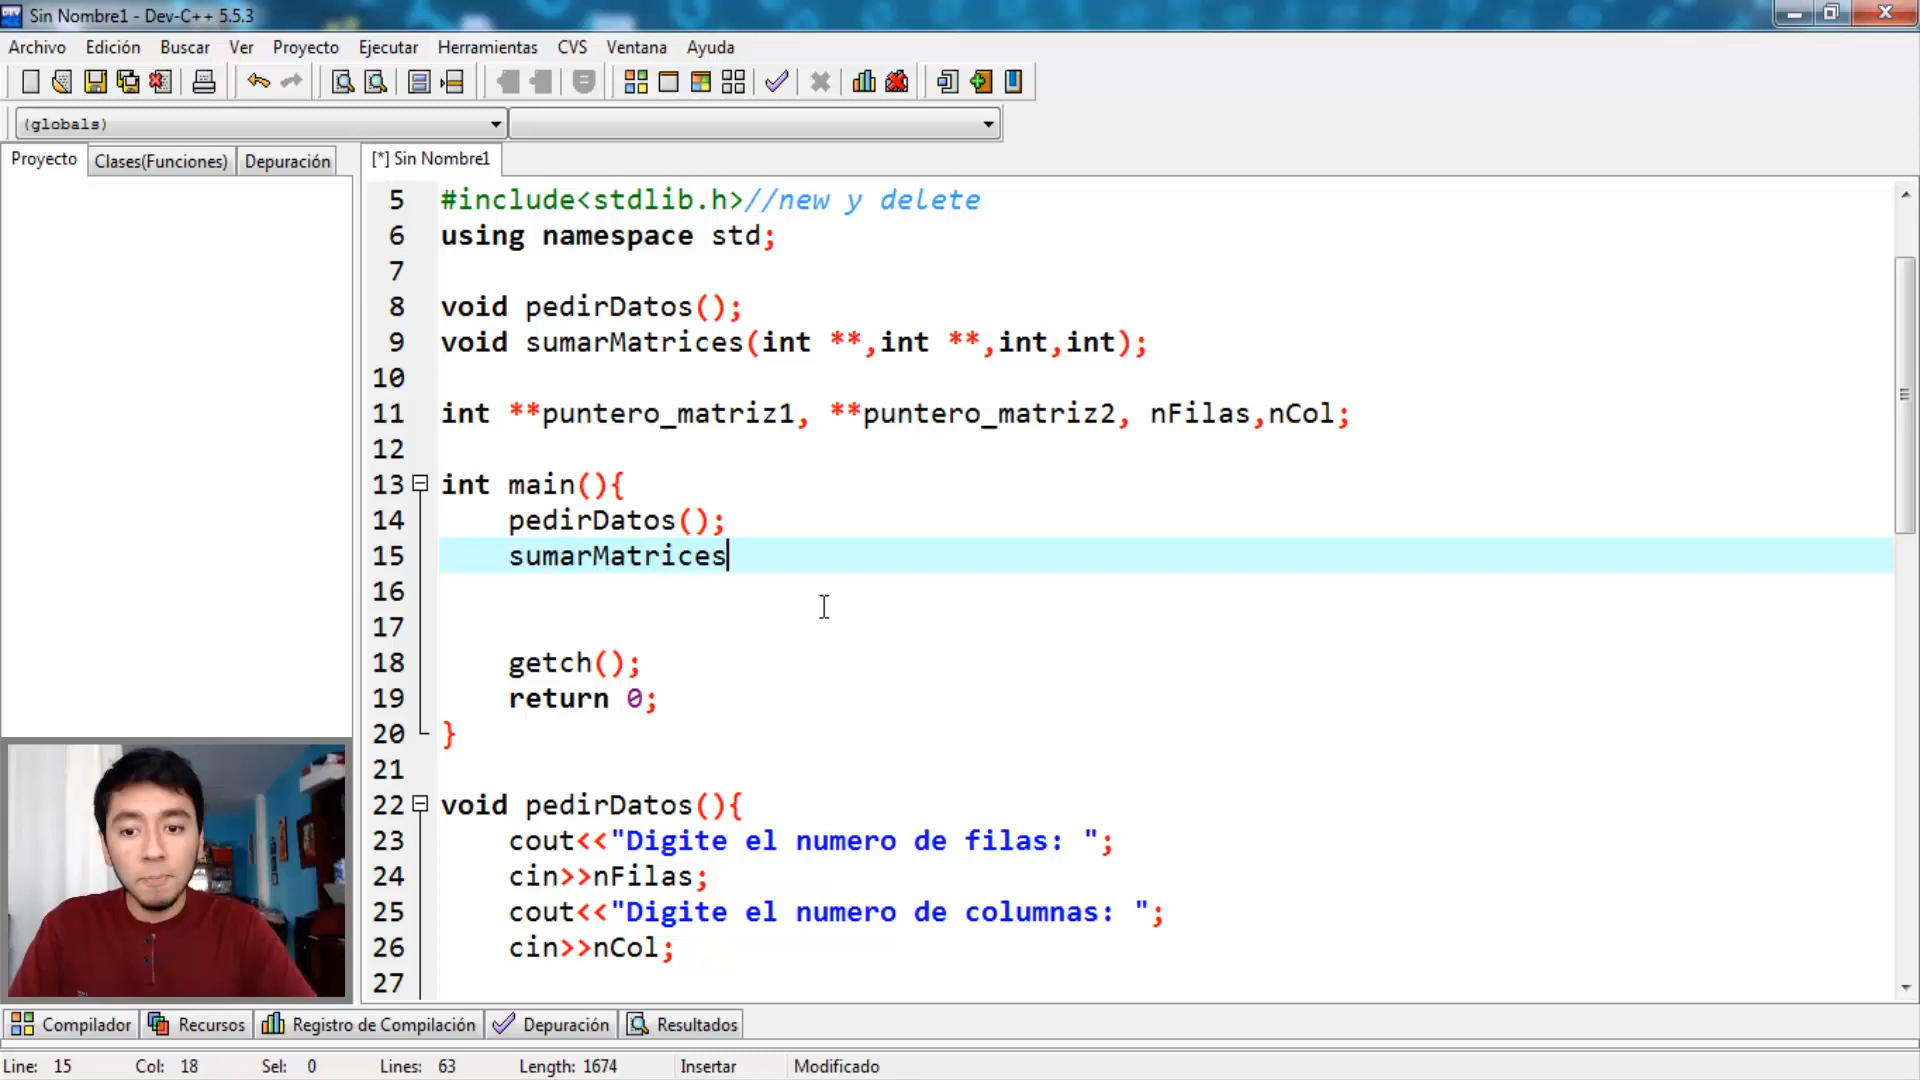 Sin Nombre1 - Dev-C++ 5.5.3
Archivo Edición Buscar Ver Proyecto Ejecutar Herramientas CVS Ventana Ayuda
(globals)
Proyecto Clases(Funciones) Depuración
[*] Sin Nombre1
5 #include<stdlib.h>//new y delete
6 using namespace std;
7
8 void pedirDatos();
9 void sumarMatrices(int **,int **,int,int);
10
11 int **puntero_matriz1, **puntero_matriz2, nFilas,nCol;
12
13 int main(){
14 pedirDatos();
15 sumarMatrices
16
17
18 getch();
19 return 0;
20 }
21
22 void pedirDatos(){
23 cout<<"Digite el numero de filas: ";
24 cin>>nFilas;
25 cout<<"Digite el numero de columnas: ";
26 cin>>nCol;
27
Compilador Recursos Registro de Compilación Depuración Resultados
Line: 15 Col: 18 Sel: 0 Lines: 63 Length: 1674 Insertar Modificado